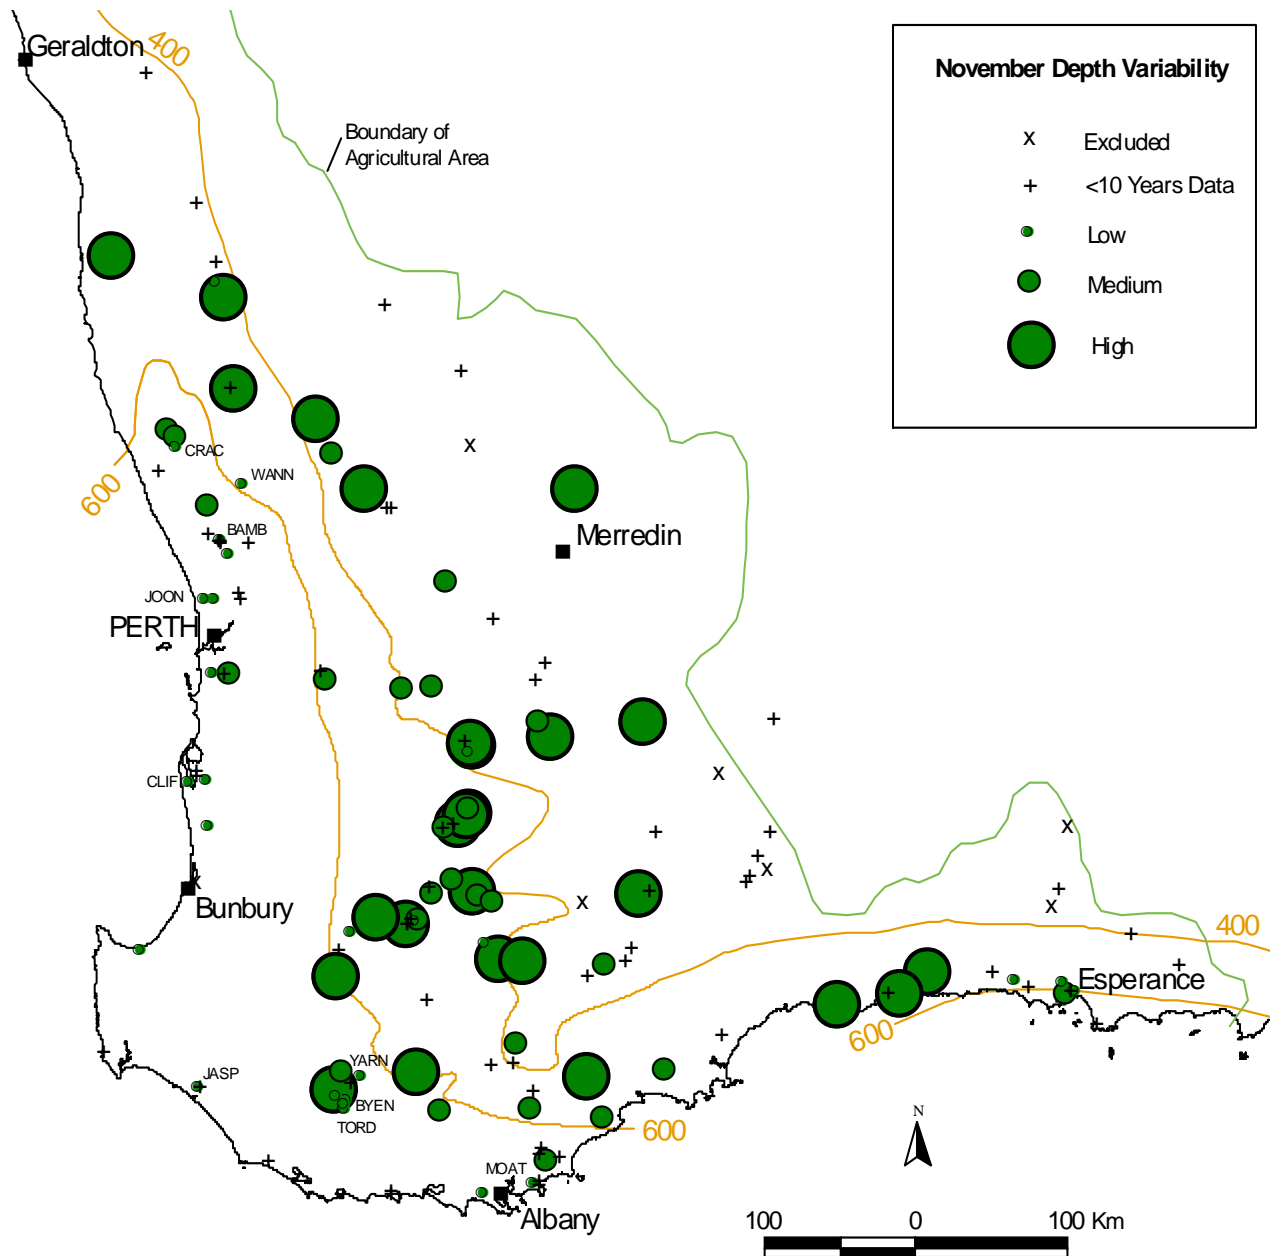 400
Geraldton
November Depth Variability
Boundary of
Agricultural Area
x Excluded
+ <10 Years Data
Low
Medium
High
CRAC
WANN
600
BAMB
Merredin
JOON
PERTH
CLIF
Bunbury
400
Esperance
600
YARN
JASP
BYEN
TORD
600
N
MOAT
Albany
100 0 100 Km